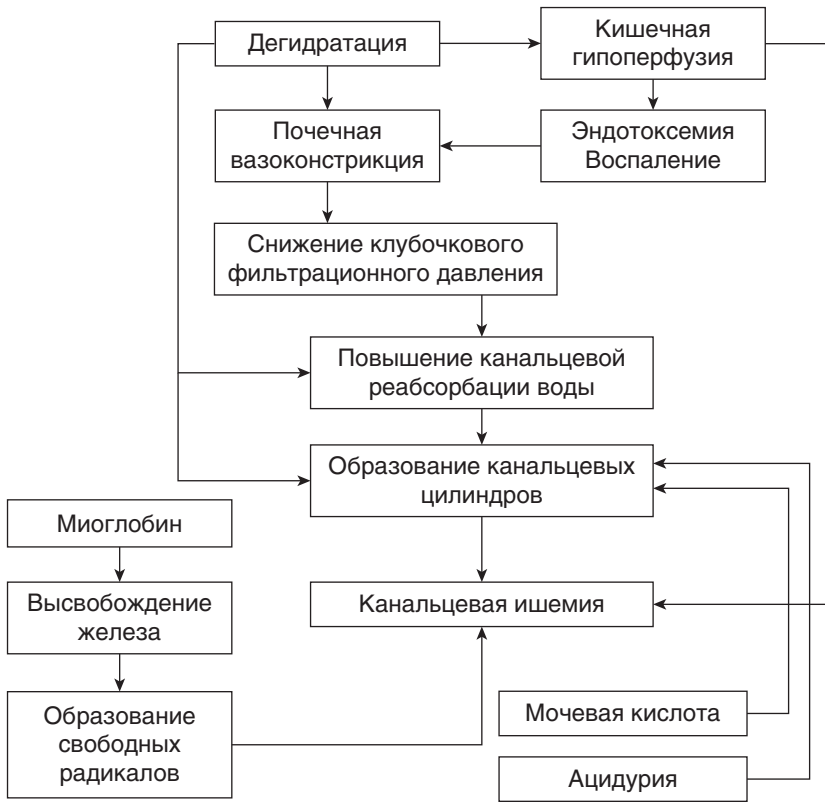 Дегидратация
Кишечная
гипоперфузия
Почечная
вазоконстрикция
Эндотоксемия
Воспаление
Снижение клубочкового
фильтрационного давления
Повышение канальцевой
реабсорбации воды
Образование канальцевых
цилиндров
Миоглобин
Высвобождение
железа
Канальцевая ишемия
Образование
свободных
радикалов
Мочевая кислота
Ацидурия